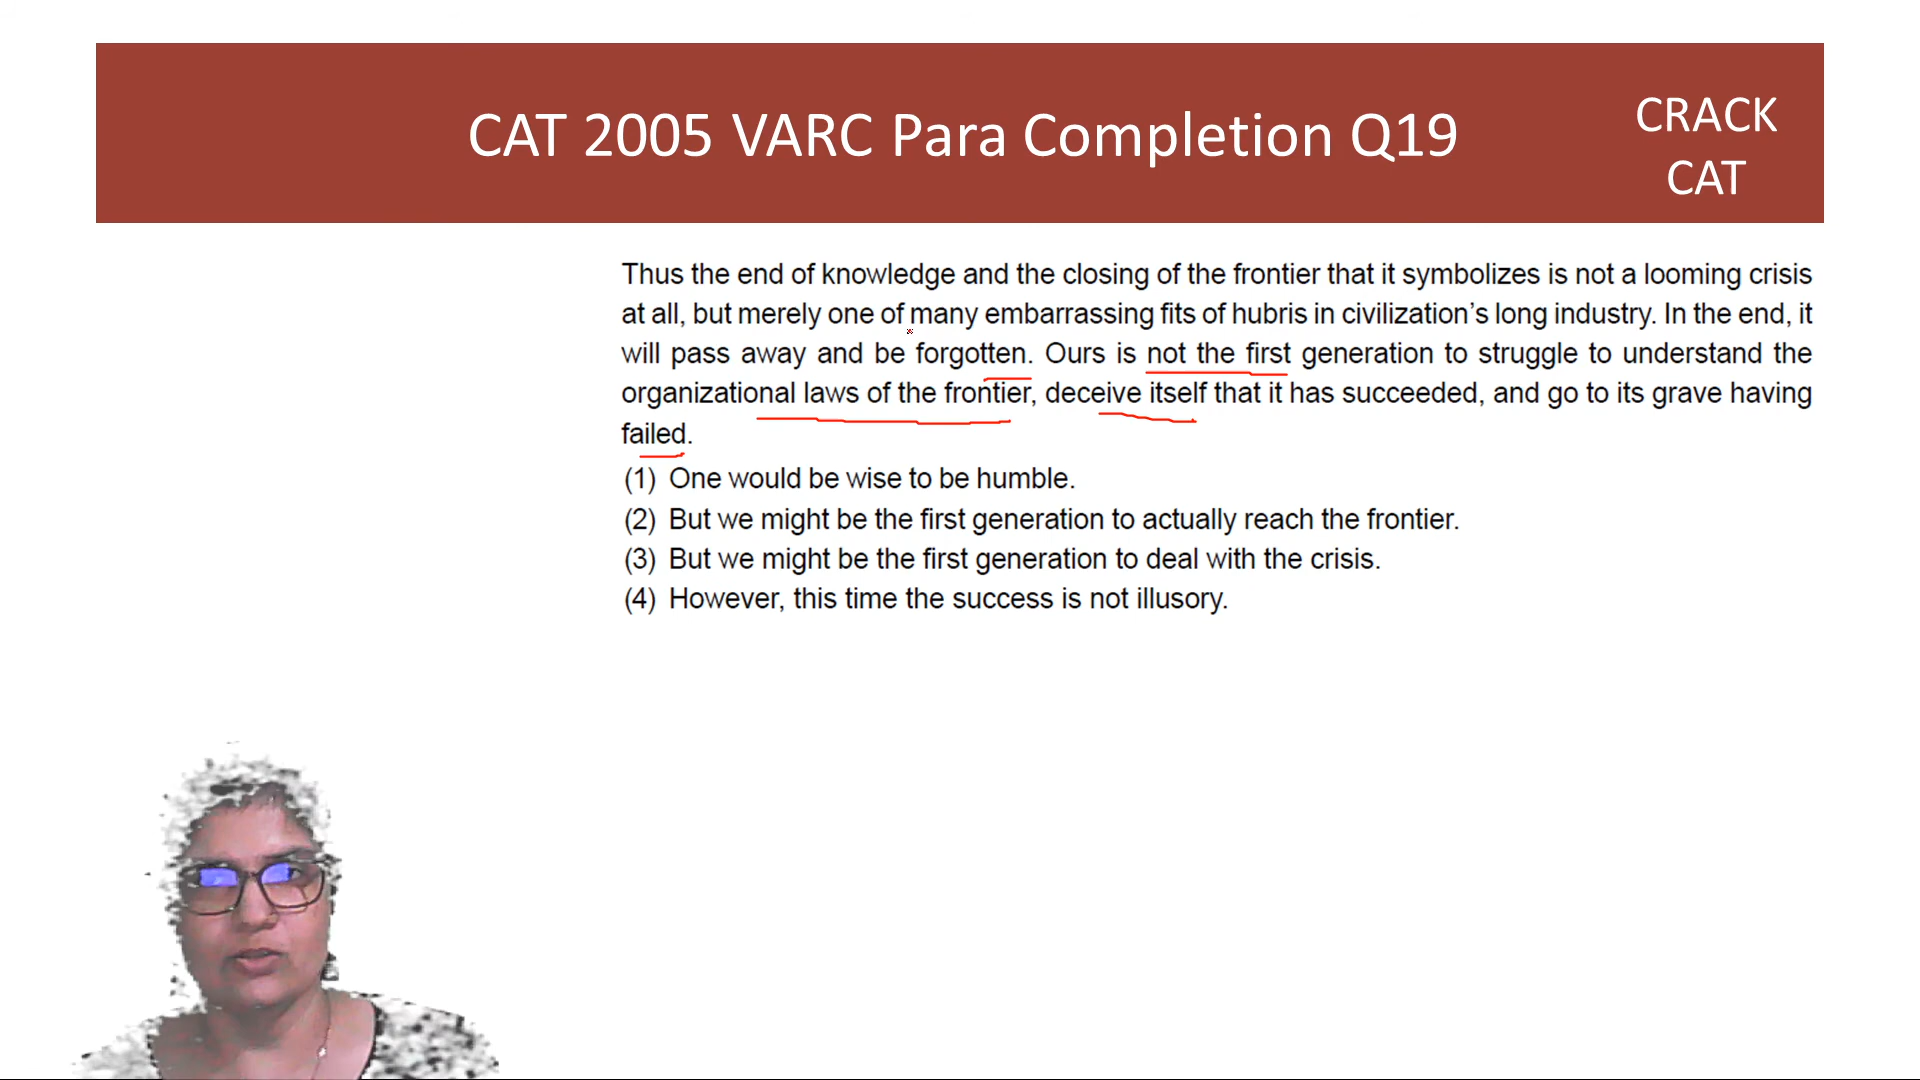 CAT 2005 VARC Para Completion Q19
CRACK
CAT
Thus the end of knowledge and the closing of the frontier that it symbolizes is not a looming crisis
at all, but merely one of many embarrassing fits of hubris in civilization’s long industry. In the end, it
will pass away and be forgotten. Ours is not the first generation to struggle to understand the
organizational laws of the frontier, deceive itself that it has succeeded, and go to its grave having
failed.
(1) One would be wise to be humble.
(2) But we might be the first generation to actually reach the frontier.
(3) But we might be the first generation to deal with the crisis.
(4) However, this time the success is not illusory.